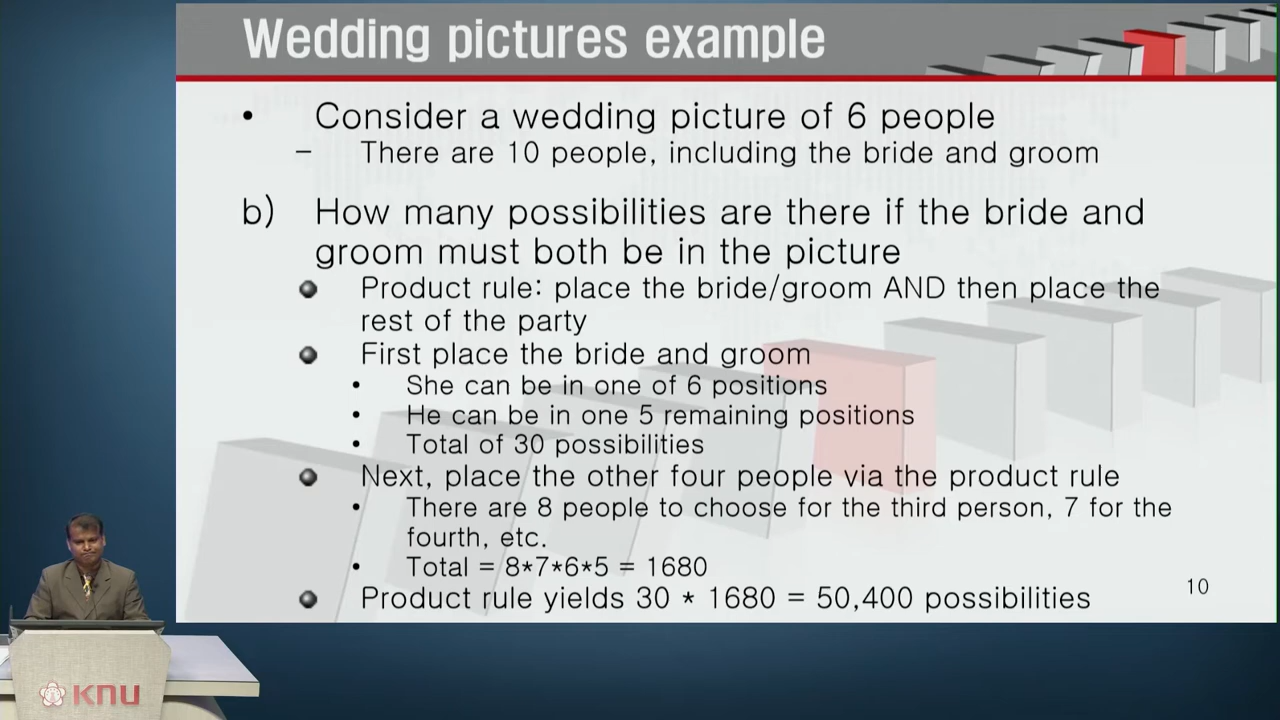 Wedding pictures example
• Consider a wedding picture of 6 people
– There are 10 people, including the bride and groom
b) How many possibilities are there if the bride and
groom must both be in the picture
Product rule: place the bride/groom AND then place the
rest of the party
First place the bride and groom
• She can be in one of 6 positions
• He can be in one 5 remaining positions
• Total of 30 possibilities
Next, place the other four people via the product rule
• There are 8 people to choose for the third person, 7 for the
fourth, etc.
• Total = 8*7*6*5 = 1680
Product rule yields 30 * 1680 = 50,400 possibilities
10
KNU